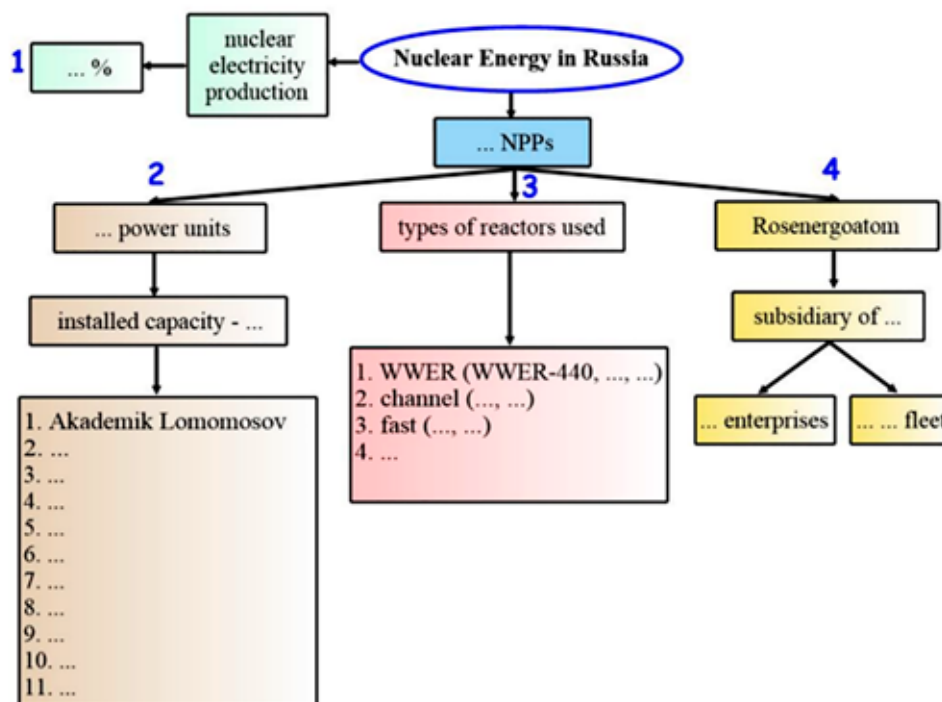 Nuclear Energy in Russia
1
... %
nuclear
electricity
production
... NPPs
2
3
4
... power units
types of reactors used
Rosenergoatom
installed capacity - ...
subsidiary of ...
1. Akademik Lomomosov
2. ...
3. ...
4. ...
5. ...
6. ...
7. ...
8. ...
9. ...
10. ...
11. ...
1. WWER (WWER-440, ..., ...)
2. channel (..., ...)
3. fast (..., ...)
4. ...
... enterprises
... ... fleet